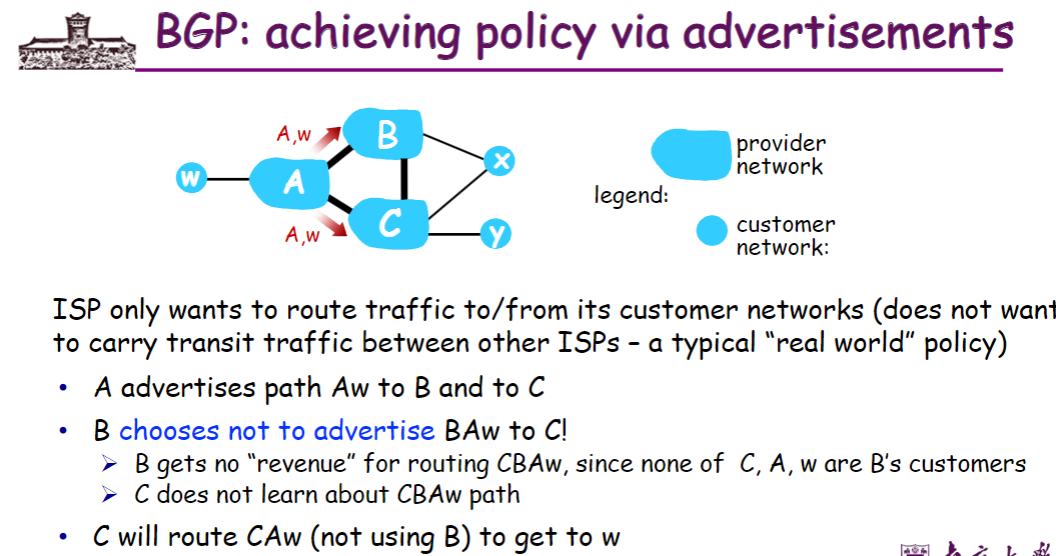 BGP: achieving policy via advertisements
A,w
B
w
A
x
C
A,w
y
provider
network
legend:
customer
network:
ISP only wants to route traffic to/from its customer networks (does not want
to carry transit traffic between other ISPs – a typical “real world” policy)
• A advertises path Aw to B and to C
• B chooses not to advertise BAw to C!
➢ B gets no “revenue” for routing CBAw, since none of C, A, w are B’s customers
➢ C does not learn about CBAw path
• C will route CAw (not using B) to get to w